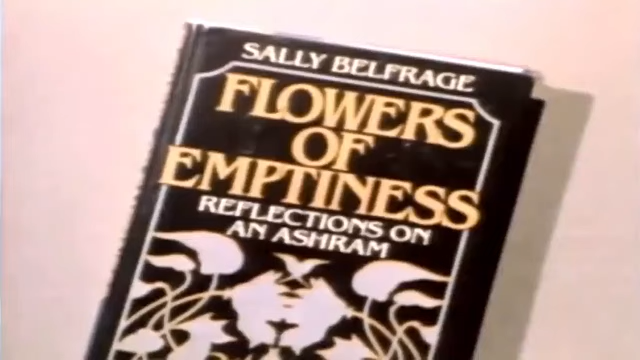 SALLY BELFRAGE
FLOWERS
OF
EMPTINESS
REFLECTIONS ON
AN ASHRAM